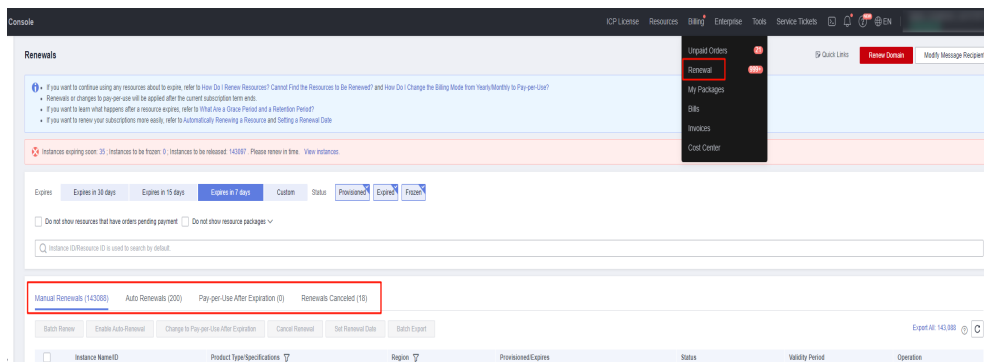 Console
ICP License Resources Billing Enterprise Tools Service Tickets EN
Renewals
Unpaid Orders
Renewal
My Packages
Bills
Invoices
Cost Center
Quick Links Renew Domain Modify Message Recipient
If you want to continue using any resources about to expire, refer to How Do I Renew Resources? Cannot Find the Resources to Be Renewed? and How Do I Change the Billing Mode from Yearly/Monthly to Pay-per-Use?
Renewals or changes to pay-per-use will be applied after the current subscription term ends.
If you want to learn what happens after a resource expires, refer to What Are a Grace Period and a Retention Period?
If you want to renew your subscriptions more easily, refer to Automatically Renewing a Resource and Setting a Renewal Date
Instances expiring soon: 35 ; Instances to be frozen: 0 ; Instances to be released: 143097 . Please renew in time. View instances.
Expires Expires in 30 days Expires in 15 days Expires in 7 days Custom Status Provisioned Expired Frozen
Do not show resources that have orders pending payment Do not show resource packages
Instance ID/Resource ID is used to search by default
Manual Renewals (143088) Auto Renewals (200) Pay-per-Use After Expiration (0) Renewals Canceled (18)
Batch Renew Enable Auto-Renewal Change to Pay-per-Use After Expiration Cancel Renewal Set Renewal Date Batch Export Export All: 143,088
Instance Name/ID Product Type/Specifications Region Provisioned/Expires Status Validity Period Operation